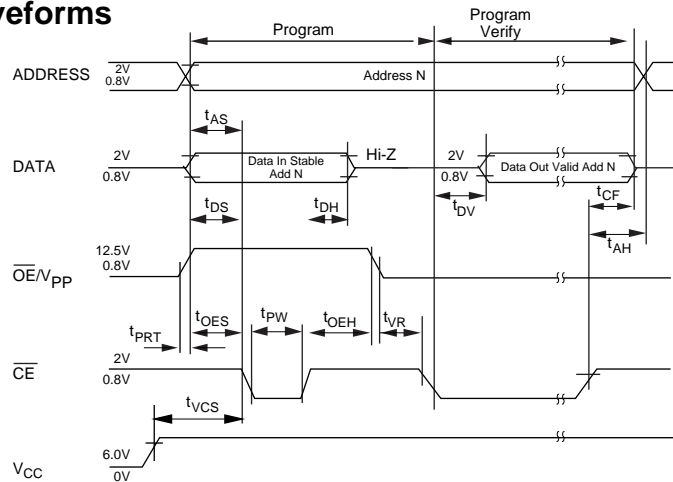 veforms
Program
Program
Verify
ADDRESS
2V
0.8V
Address N
tAS
DATA
2V
0.8V
Data In Stable
Add N
Hi-Z
2V
0.8V
Data Out Valid Add N
tDS
tDH
tDV
tCF
tAH
OE/VPP
12.5V
0.8V
tPRT
tOES
tPW
tOEH
tVR
CE
2V
0.8V
tVCS
VCC
6.0V
0V